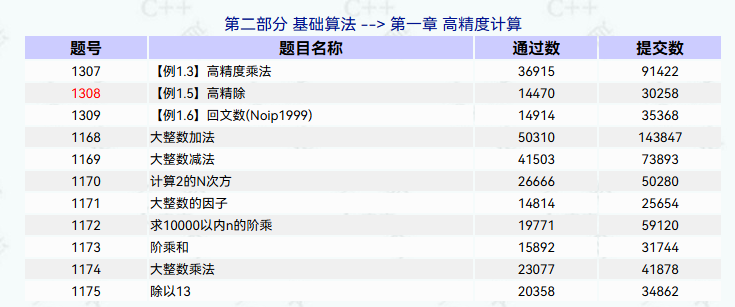 第二部分 基础算法 --> 第一章 高精度计算
题号 题目名称 通过数 提交数
1307 【例1.3】高精度乘法 36915 91422
1308 【例1.5】高精除 14470 30258
1309 【例1.6】回文数(Noip1999) 14914 35368
1168 大整数加法 50310 143847
1169 大整数减法 41503 73893
1170 计算2的N次方 26666 50280
1171 大整数的因子 14814 25654
1172 求10000以内n的阶乘 19771 59120
1173 阶乘和 15892 31744
1174 大整数乘法 23077 41878
1175 除以13 20358 34862